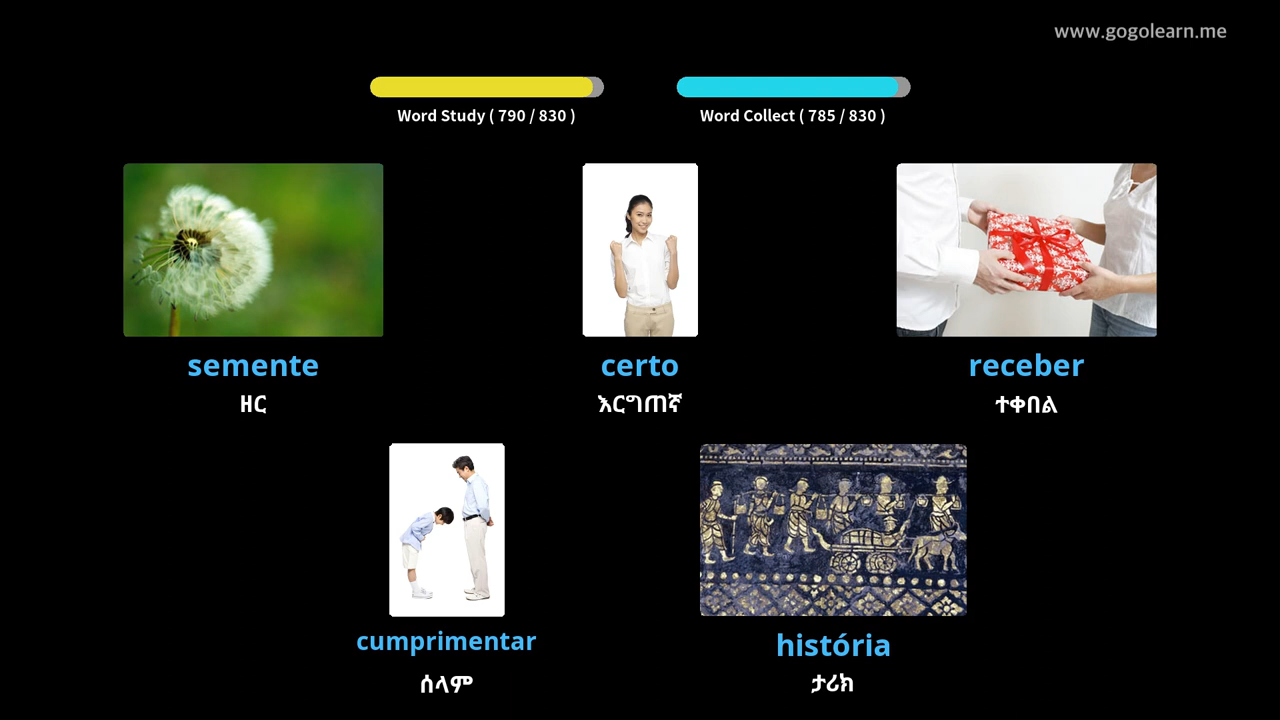 www.gogolearn.me
Word Study ( 790 / 830 )
Word Collect ( 785 / 830 )
semente
ዘር
certo
እርግጠኛ
receber
ተቀበል
cumprimentar
ሰላም
história
ታሪክ